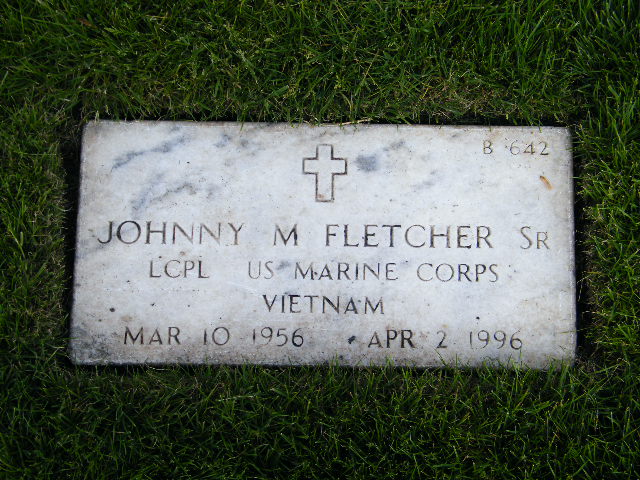 B 642
JOHNNY M FLETCHER SR
LCPL US MARINE CORPS
VIETNAM
MAR 10 1956 APR 2 1996